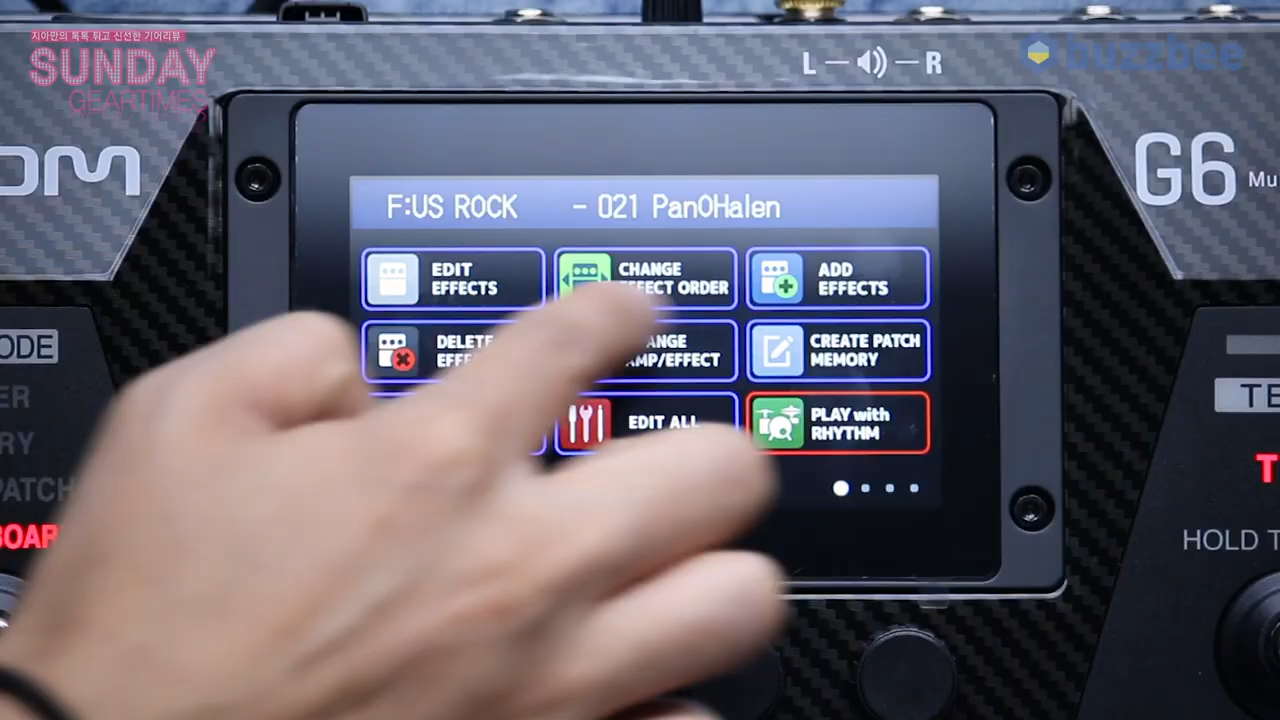 지아만의 톡톡 튀고 신선한 기어리뷰
SUNDAY
GEARTIMES
buzzbee
L R
G6
F:US ROCK - 021 PanOHalen
EDIT
EFFECTS
CHANGE
ORDER
ADD
EFFECTS
DELETE
CREATE PATCH
MEMORY
AMP/EFFECT
EDIT ALL
PLAY with
RHYTHM
HOLD